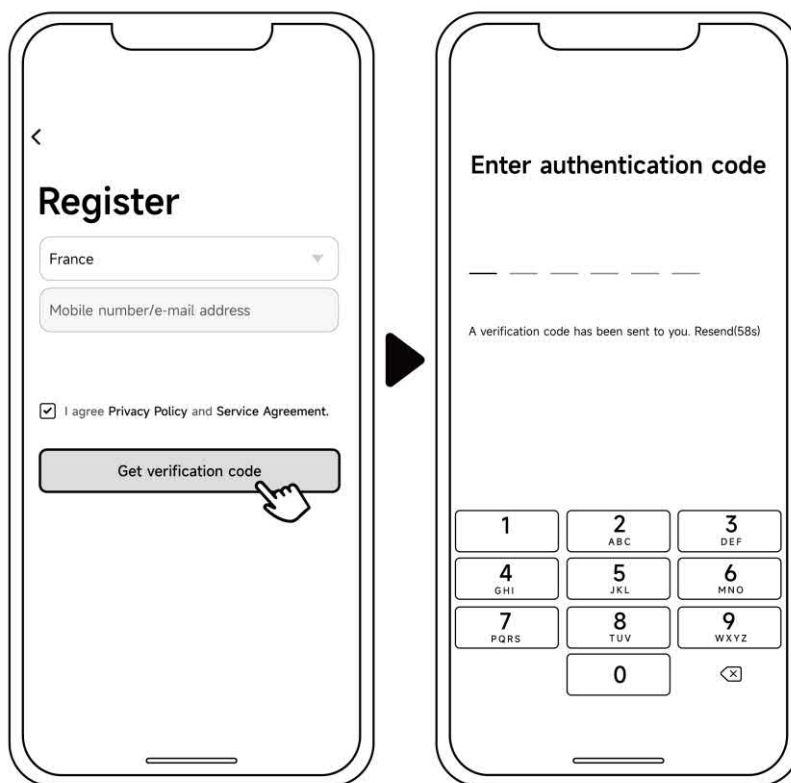 Register
France
Mobile number/e-mail address
I agree Privacy Policy and Service Agreement.
Get verification code
Enter authentication code
A verification code has been sent to you. Resend(58s)
1
2
ABC
3
DEF
4
GHI
5
JKL
6
MNO
7
PQRS
8
TUV
9
WXYZ
0